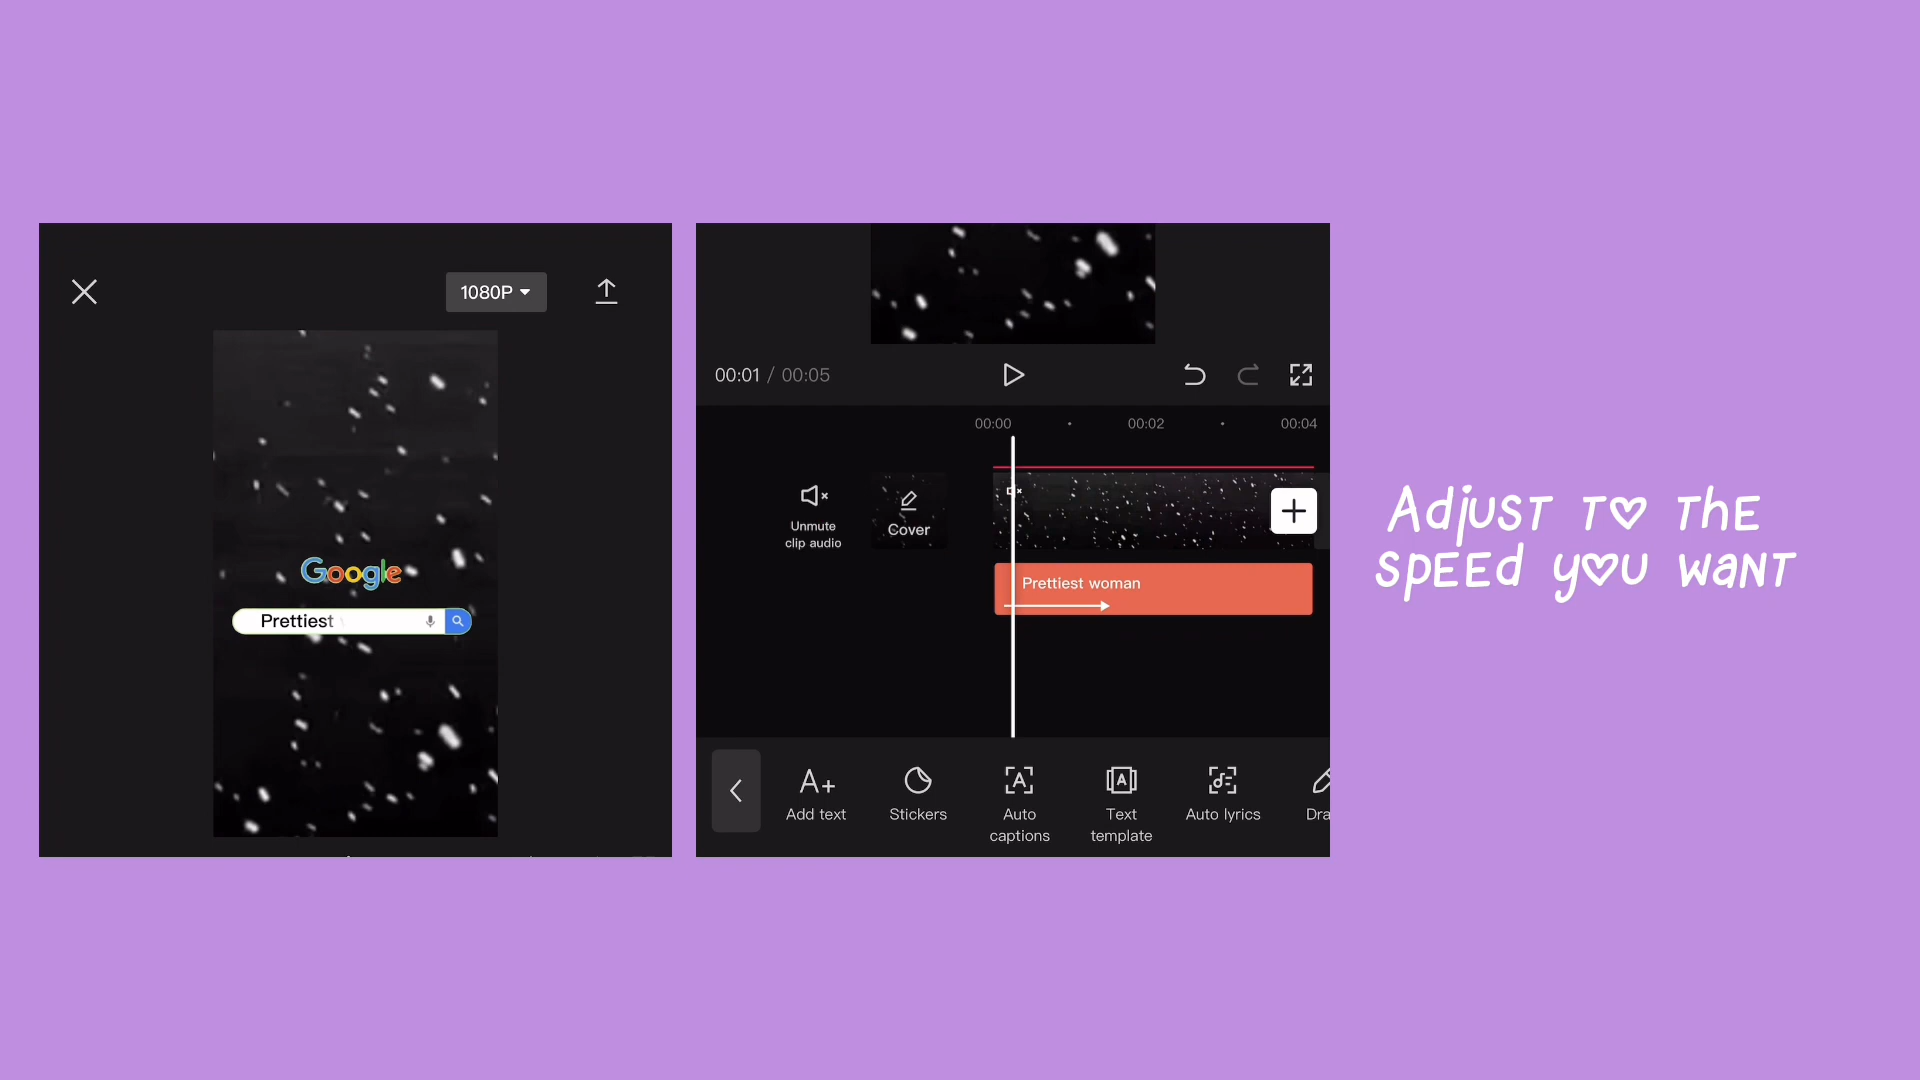 1080P
Google
Prettiest
00:01 / 00:05
00:00
00:02
00:04
Unmute
clip audio
Cover
Prettiest woman
Add text
Stickers
Auto
captions
Text
template
Auto lyrics
Dra
Adjust to the
speed you want